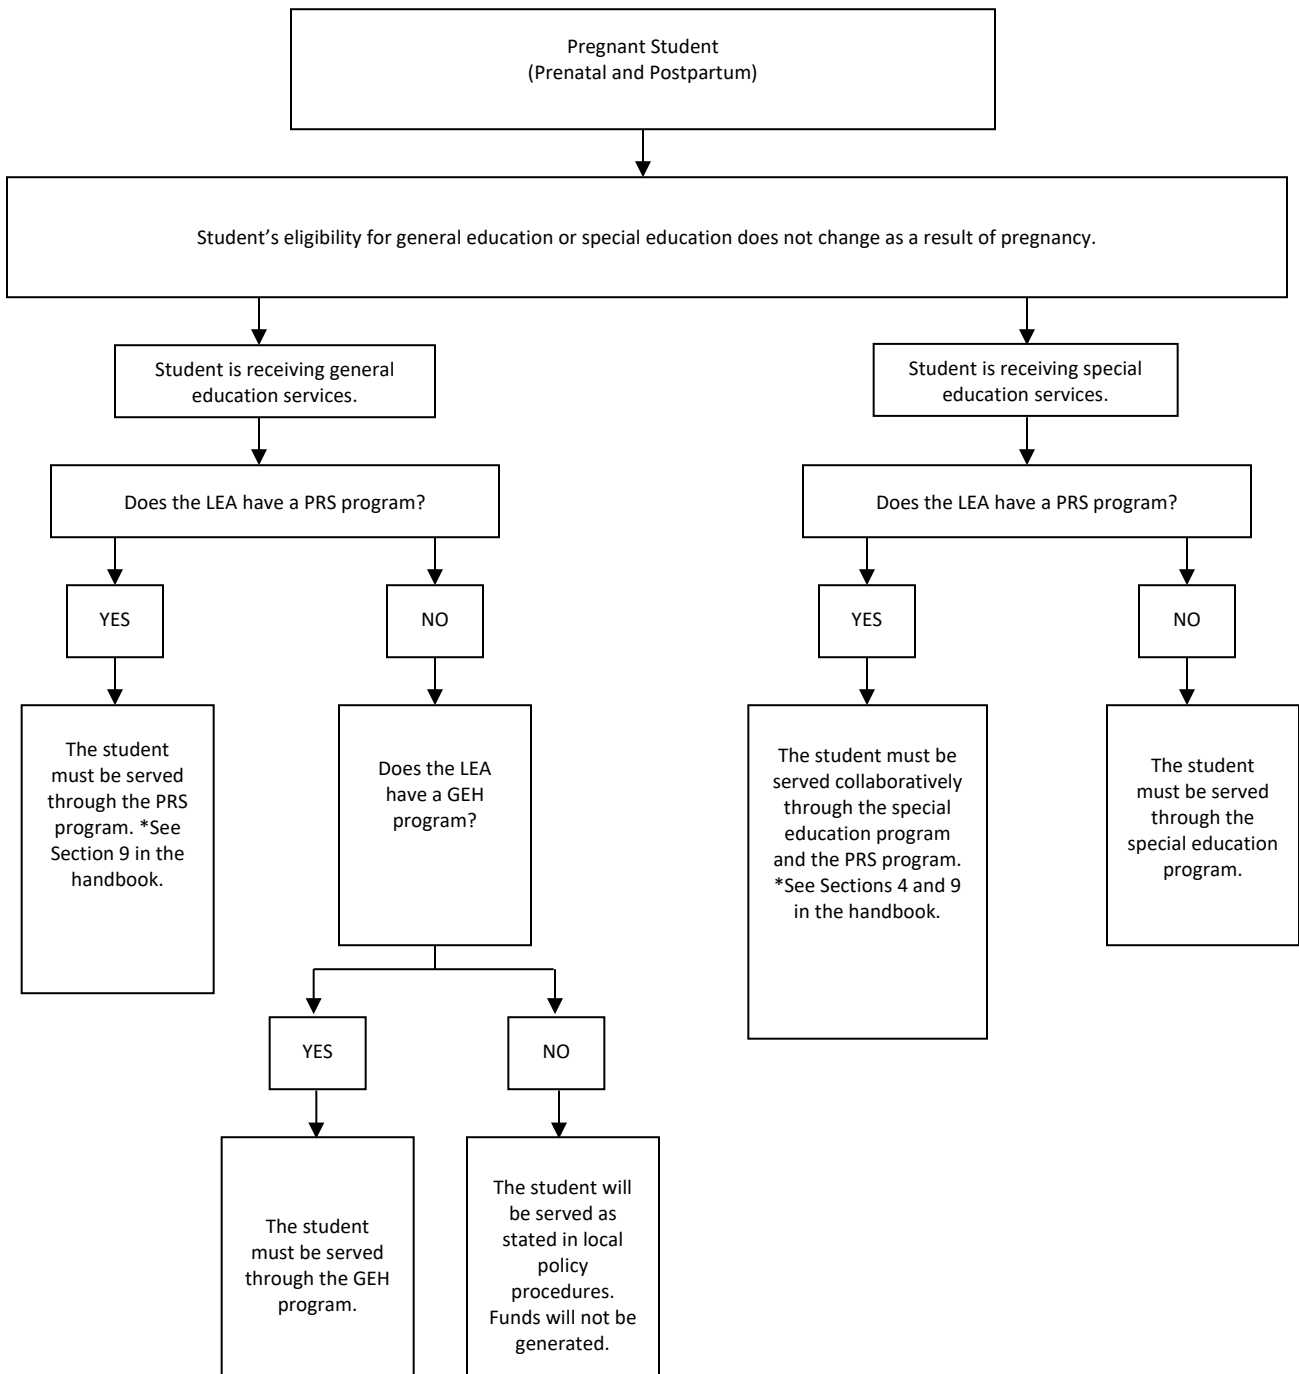 Pregnant Student
(Prenatal and Postpartum)
Student’s eligibility for general education or special education does not change as a result of pregnancy.
Student is receiving general
education services.
Student is receiving special
education services.
Does the LEA have a PRS program?
Does the LEA have a PRS program?
YES
NO
YES
NO
The student
must be served
through the PRS
program. *See
Section 9 in the
handbook.
Does the LEA
have a GEH
program?
The student must be
served collaboratively
through the special
education program
and the PRS program.
*See Sections 4 and 9
in the handbook.
The student
must be served
through the
special education
program.
YES
NO
The student
must be served
through the GEH
program.
The student will
be served as
stated in local
policy
procedures.
Funds will not be
generated.